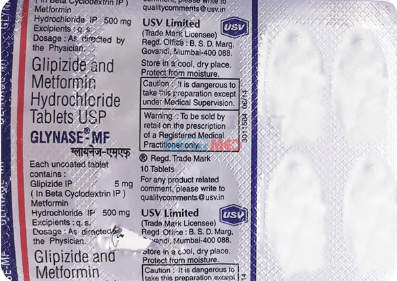 ( In Beta Cyclodextrin IP )
Metformin
Hydrochloride IP 500 mg
Excipients : q. s.
Dosage : As directed by
the Physician.
Glipizide and
Metformin
Hydrochloride
Tablets USP
GLYNASE®-MF
ग्लायनेज-एमएफ
Each uncoated tablet
contains :
Glipizide IP 5 mg
( In Beta Cyclodextrin IP )
Metformin
Hydrochloride IP 500 mg
Excipients : q. s.
Dosage : As directed
the Physician.
Glipizide and
Metformin
comment, please write to
qualitycomments@usv.in
USV Limited
(Trade Mark Licensee)
Regd. Office : B. S. D. Marg,
Govandi, Mumbai-400 088.
USV
Store in a cool, dry place.
Protect from moisture.
Caution : It is dangerous to
take this preparation except
under Medical Supervision.
Warning : To be sold by
retail on the prescription
of a Registered Medical
Practitioner only.
® Regd. Trade Mark
10 Tablets
For any product related
comment, please write to
qualitycomments@usv.in
USV Limited
(Trade Mark Licensee)
Regd. Office : B. S. D. Marg,
Govandi, Mumbai-400 088.
USV
Store in a cool, dry place.
Protect from moisture.
Caution : It is dangerous to
take this preparation except